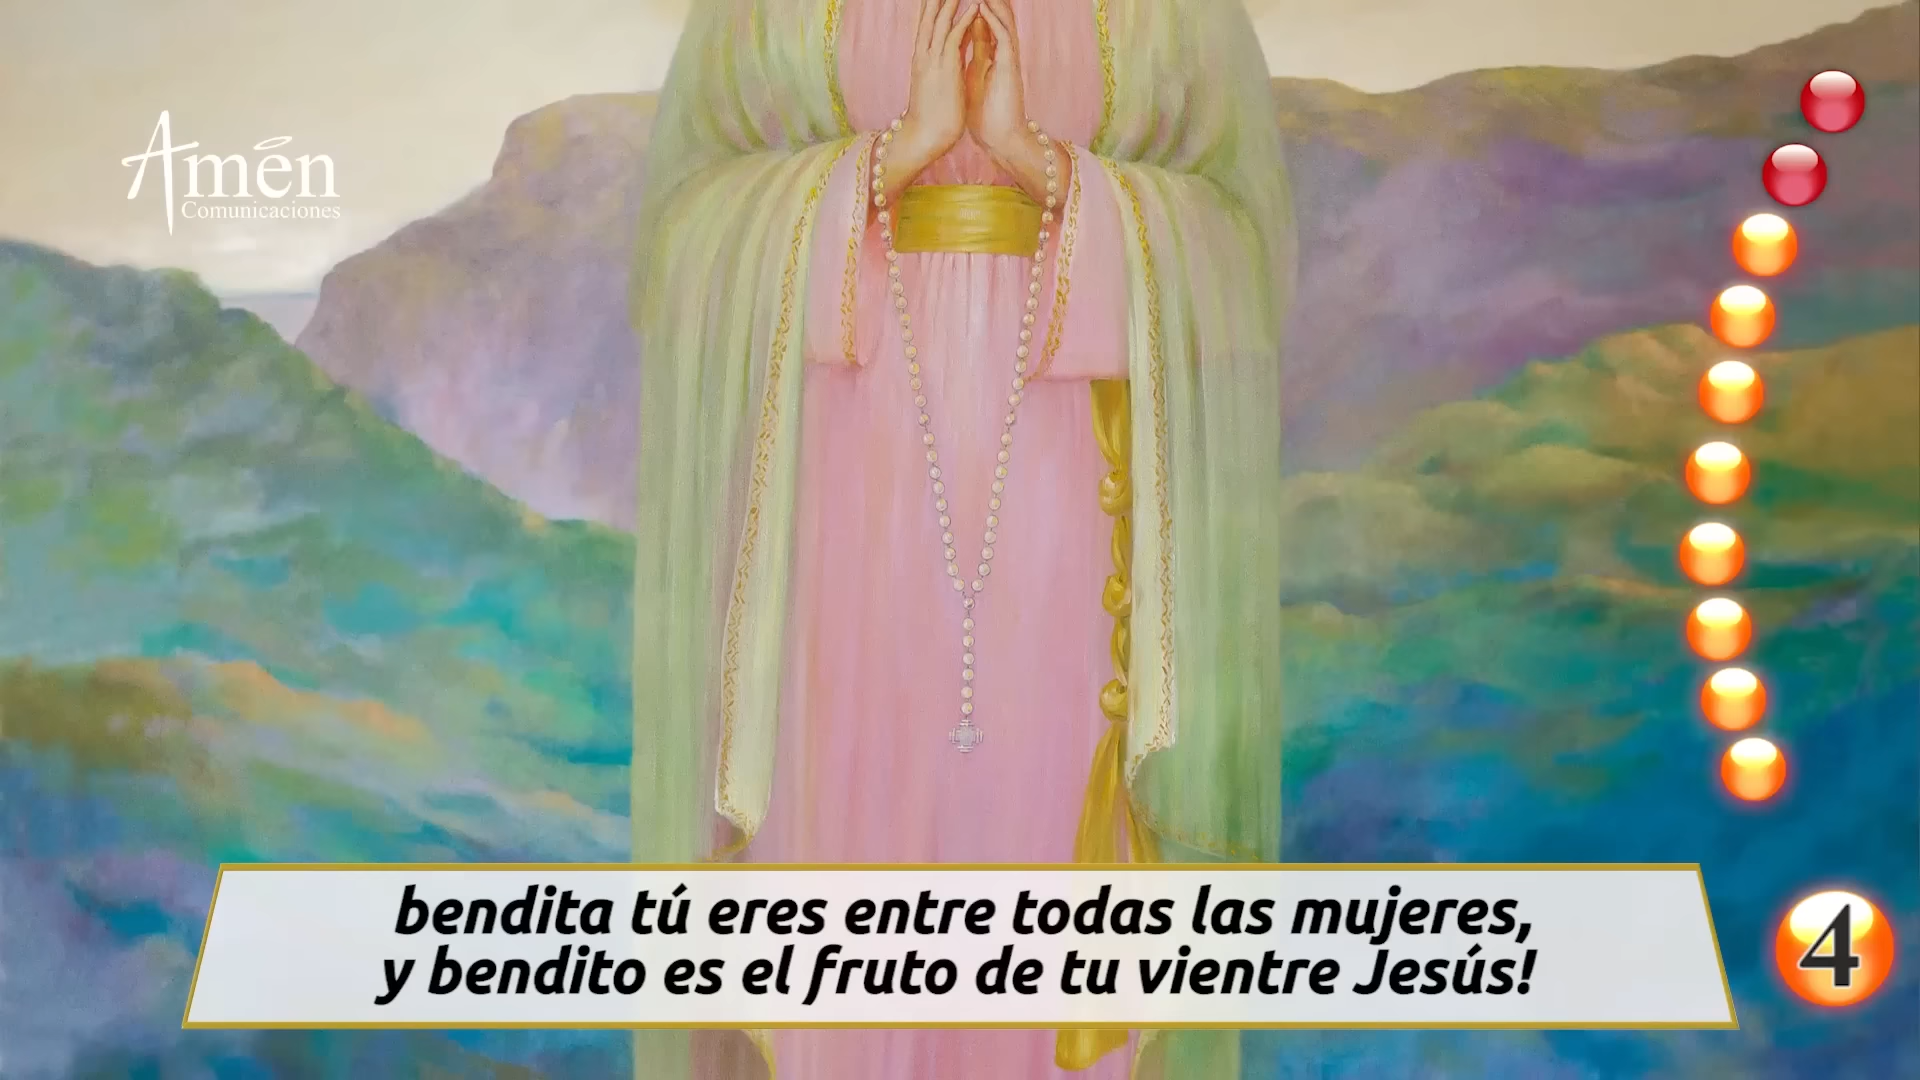 Amén
Comunicaciones
bendita tú eres entre todas las mujeres,
y bendito es el fruto de tu vientre Jesús!
4